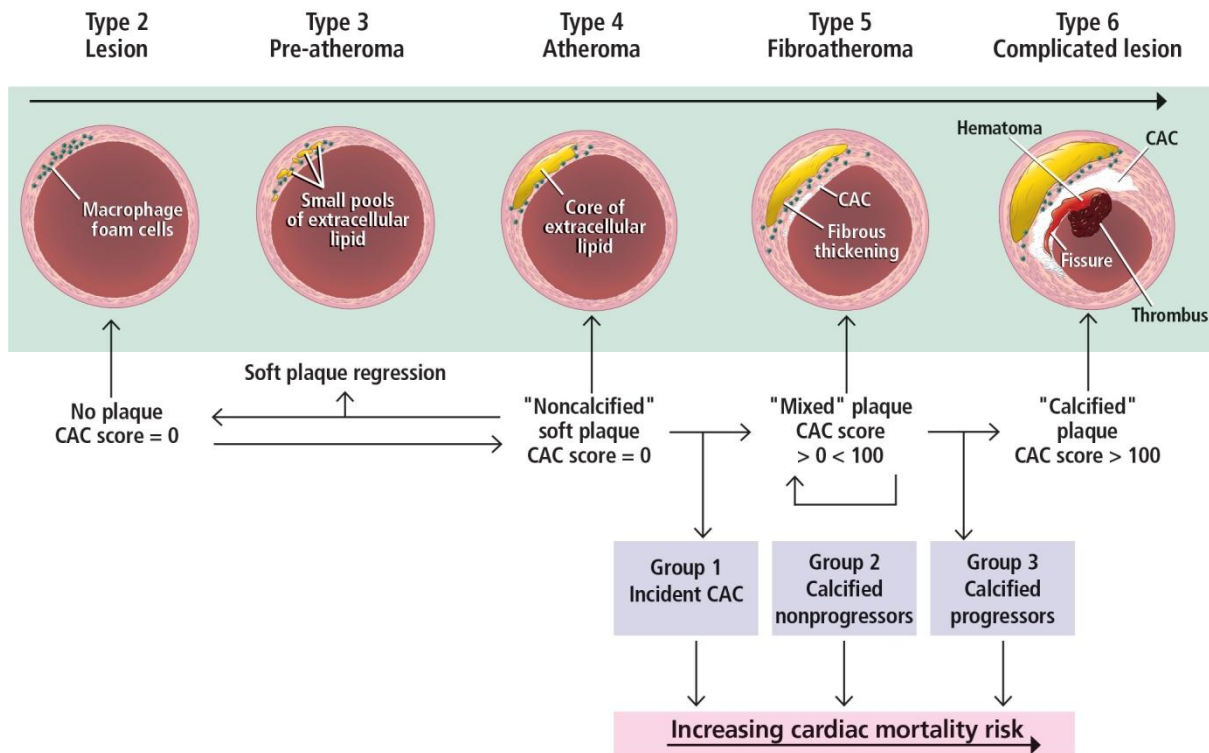 Type 2
Lesion
Type 3
Pre-atheroma
Type 4
Atheroma
Type 5
Fibroatheroma
Type 6
Complicated lesion
Macrophage
foam cells
Small pools
of extracellular
lipid
Core of
extracellular
lipid
CAC
Fibrous
thickening
Hematoma
CAC
Fissure
Thrombus
Soft plaque regression
No plaque
CAC score = 0
"Noncalcified"
soft plaque
CAC score = 0
"Mixed" plaque
CAC score
> 0 < 100
"Calcified"
plaque
CAC score > 100
Group 1
Incident CAC
Group 2
Calcified
nonprogressors
Group 3
Calcified
progressors
Increasing cardiac mortality risk